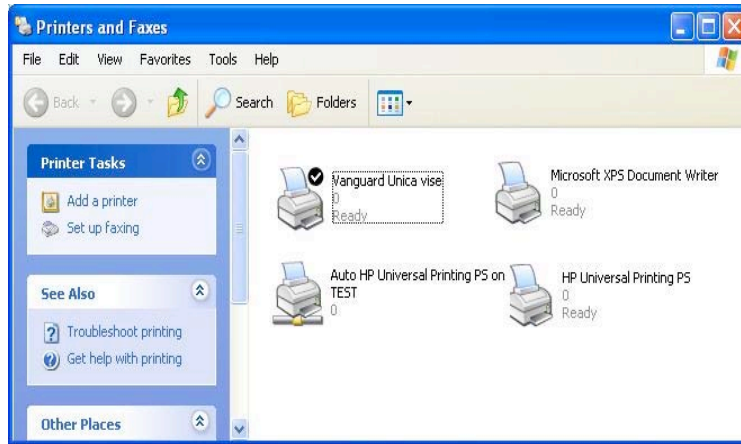 Printers and Faxes
File Edit View Favorites Tools Help
Back Search Folders
Printer Tasks
Add a printer
Set up faxing
See Also
Troubleshoot printing
Get help with printing
Other Places
Vanguard Unica vise
0
Ready
Microsoft XPS Document Writer
0
Ready
Auto HP Universal Printing PS on
TEST
0
HP Universal Printing PS
0
Ready